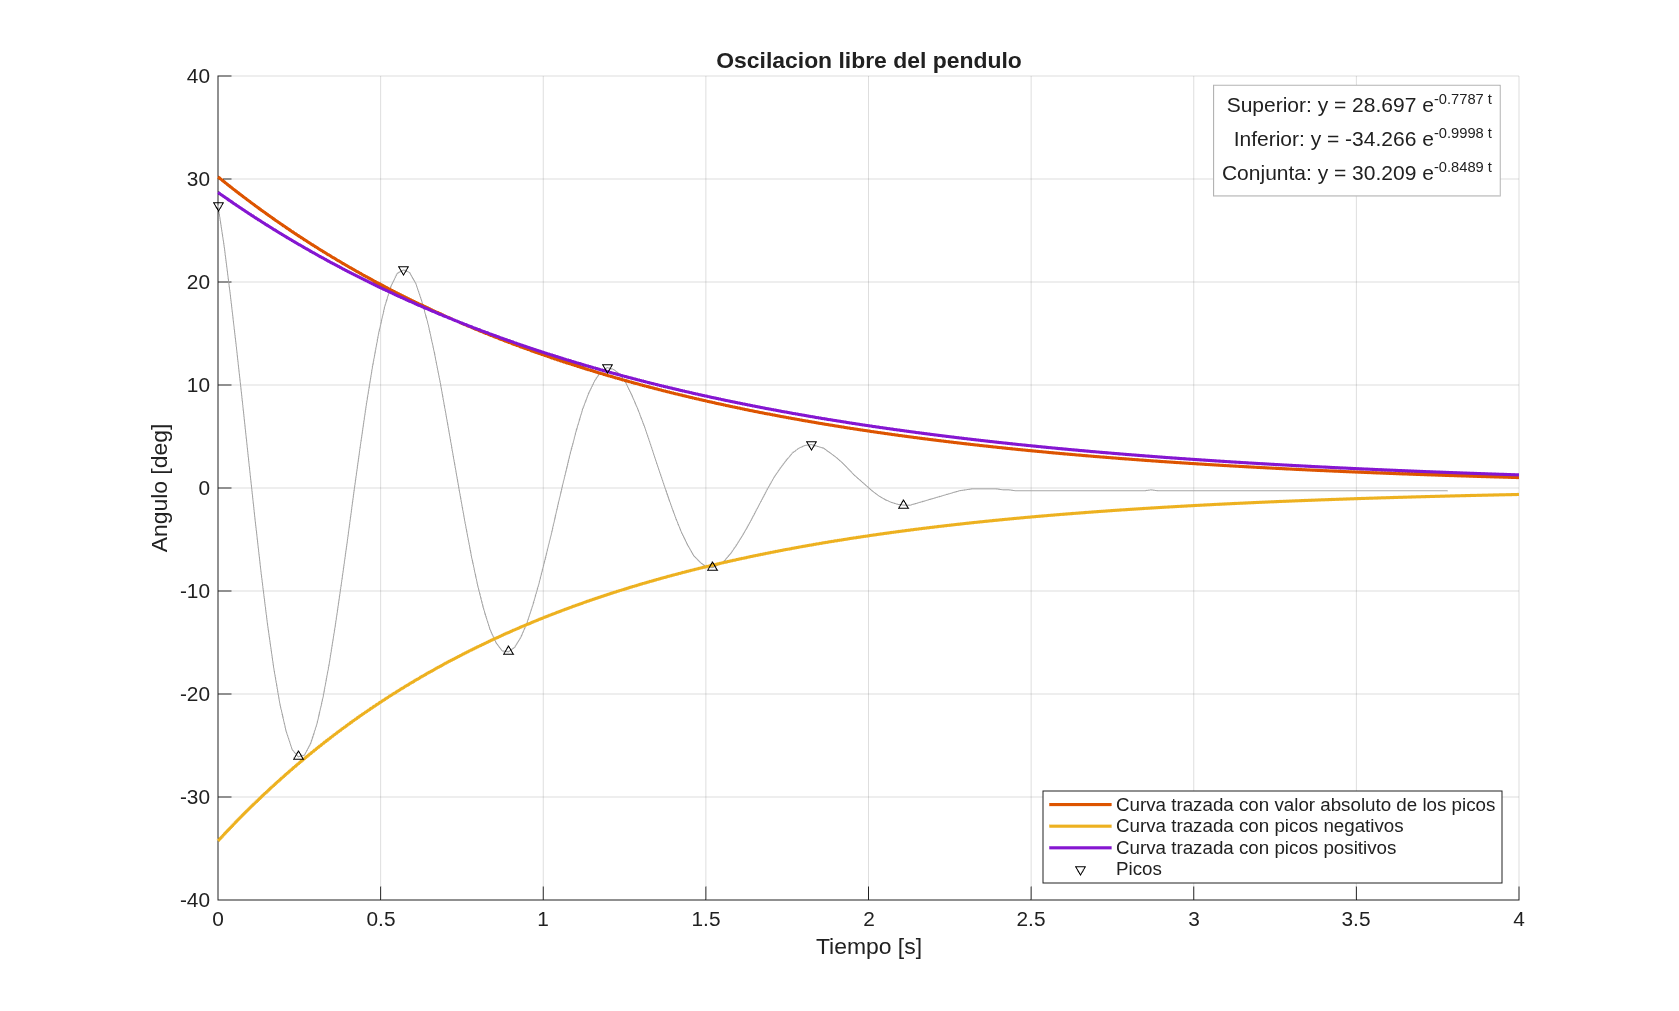 Oscilacion libre del pendulo
Superior: y = 28.697 e^-0.7787 t
Inferior: y = -34.266 e^-0.9998 t
Conjunta: y = 30.209 e^-0.8489 t
40
30
20
10
0
-10
-20
-30
-40
Angulo [deg]
Curva trazada con valor absoluto de los picos
Curva trazada con picos negativos
Curva trazada con picos positivos
Picos
0 0.5 1 1.5 2 2.5 3 3.5 4
Tiempo [s]